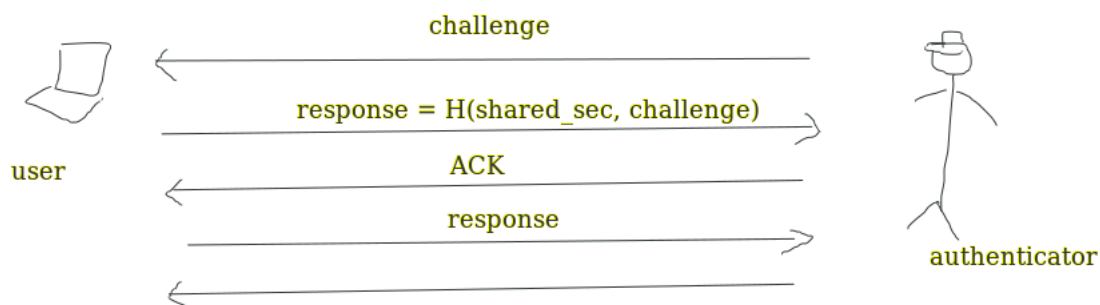 challenge
response = H(shared_sec, challenge)
ACK
user
response
authenticator